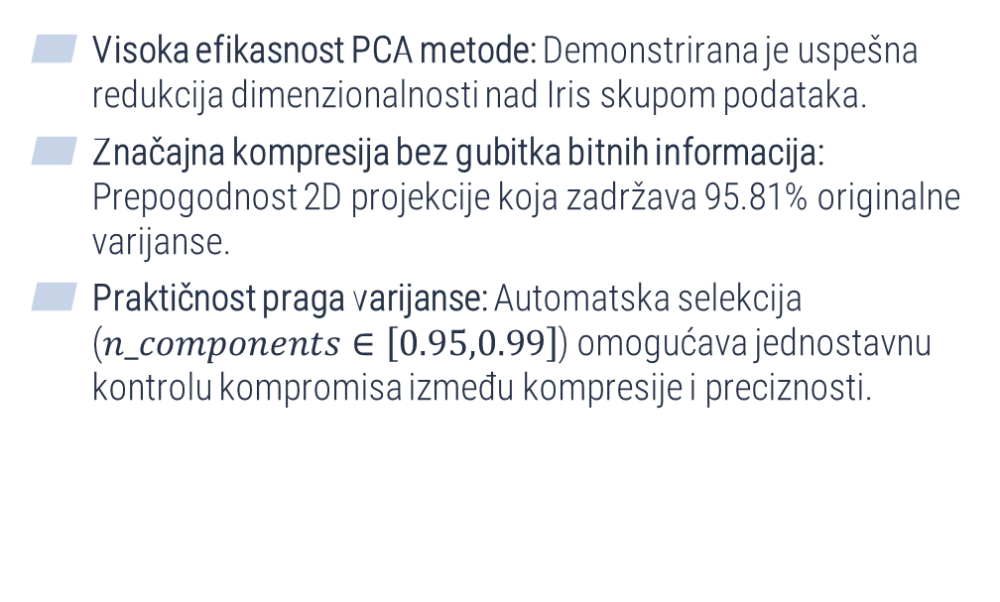 Visoka efikasnost PCA metode: Demonstrirana je uspešna
redukcija dimenzionalnosti nad Iris skupom podataka.
Značajna kompresija bez gubitka bitnih informacija:
Prepogodnost 2D projekcije koja zadržava 95.81% originalne
varijanse.
Praktičnost praga varijanse: Automatska selekcija
(n_components ∈ [0.95,0.99]) omogućava jednostavnu
kontrolu kompromisa između kompresije i preciznosti.